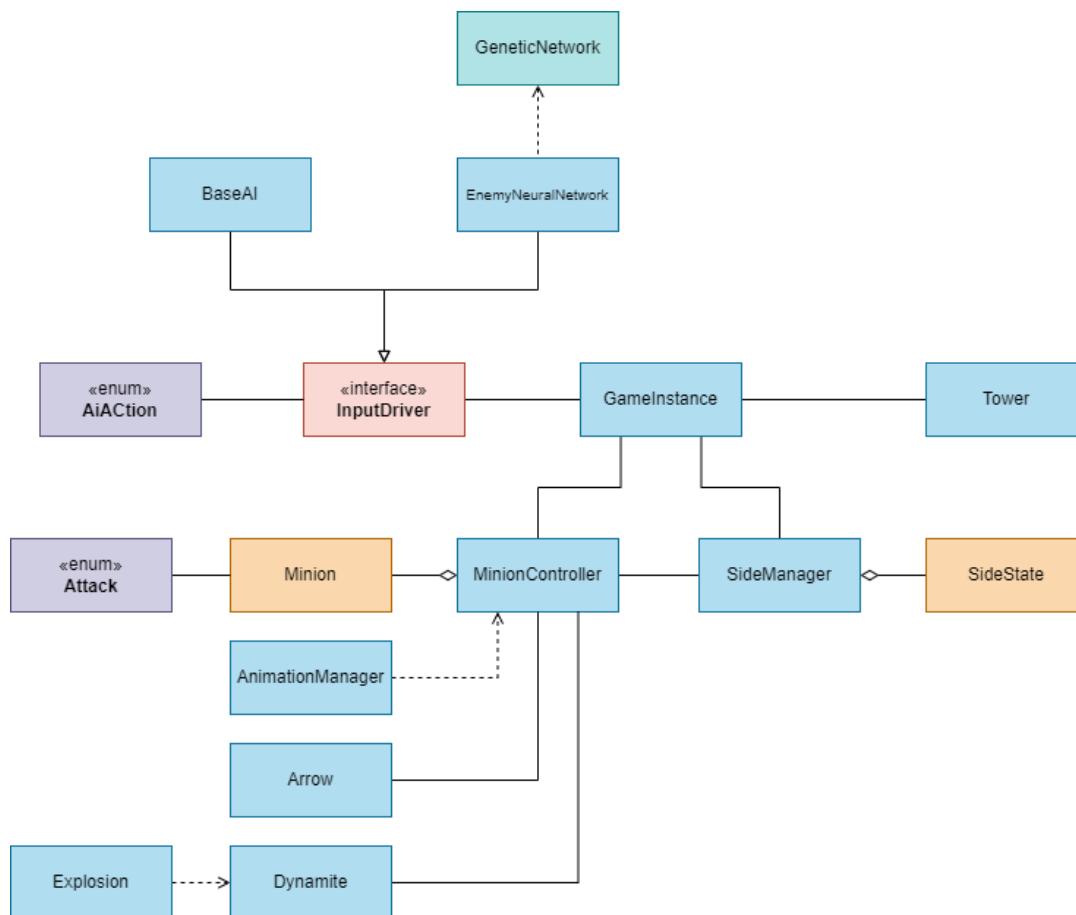 GeneticNetwork
BaseAI
EnemyNeuralNetwork
«enum»
AiACtion
«interface»
InputDriver
GameInstance
Tower
«enum»
Attack
Minion
MinionController
SideManager
SideState
AnimationManager
Arrow
Explosion
Dynamite